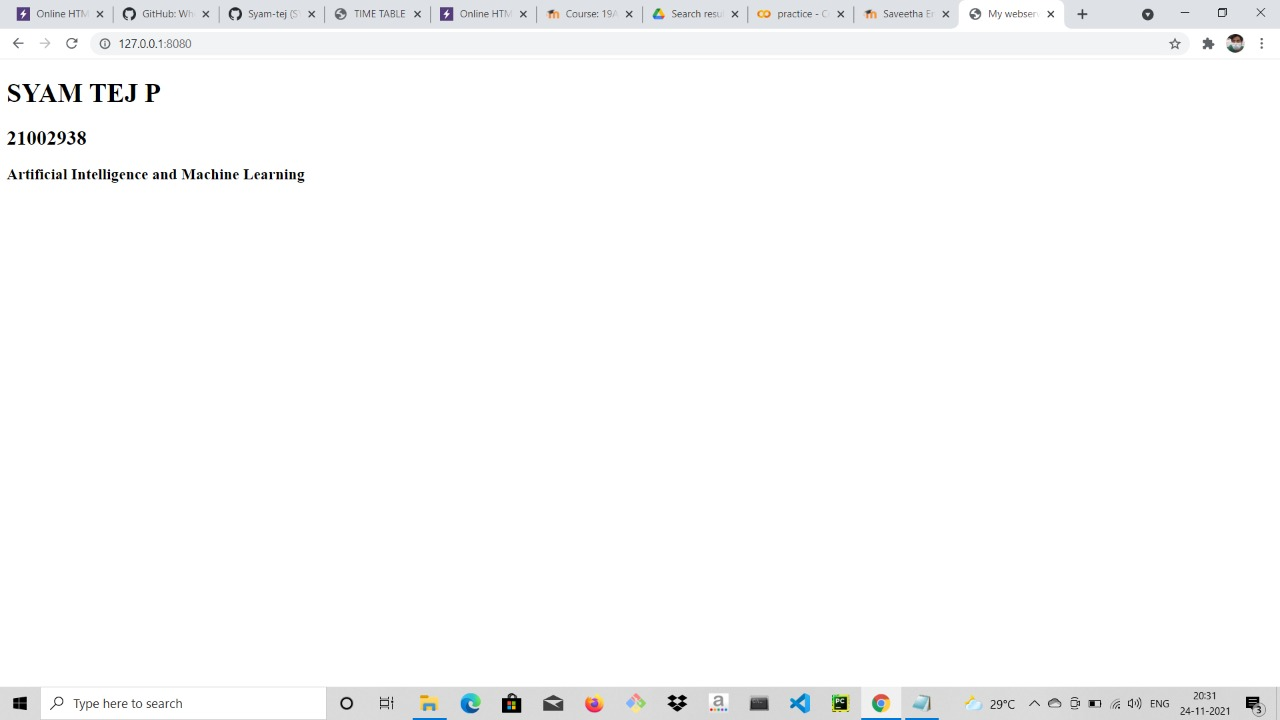 Online HTM
GitHub: Wh
Syam-tej (S
TIME TABLE
Online HTM
Course: 19A
Search resu
practice - C
Saveetha En
My webser
127.0.0.1:8080
SYAM TEJ P
21002938
Artificial Intelligence and Machine Learning
Type here to search
29°C
ENG
20:31
24-11-2021
3